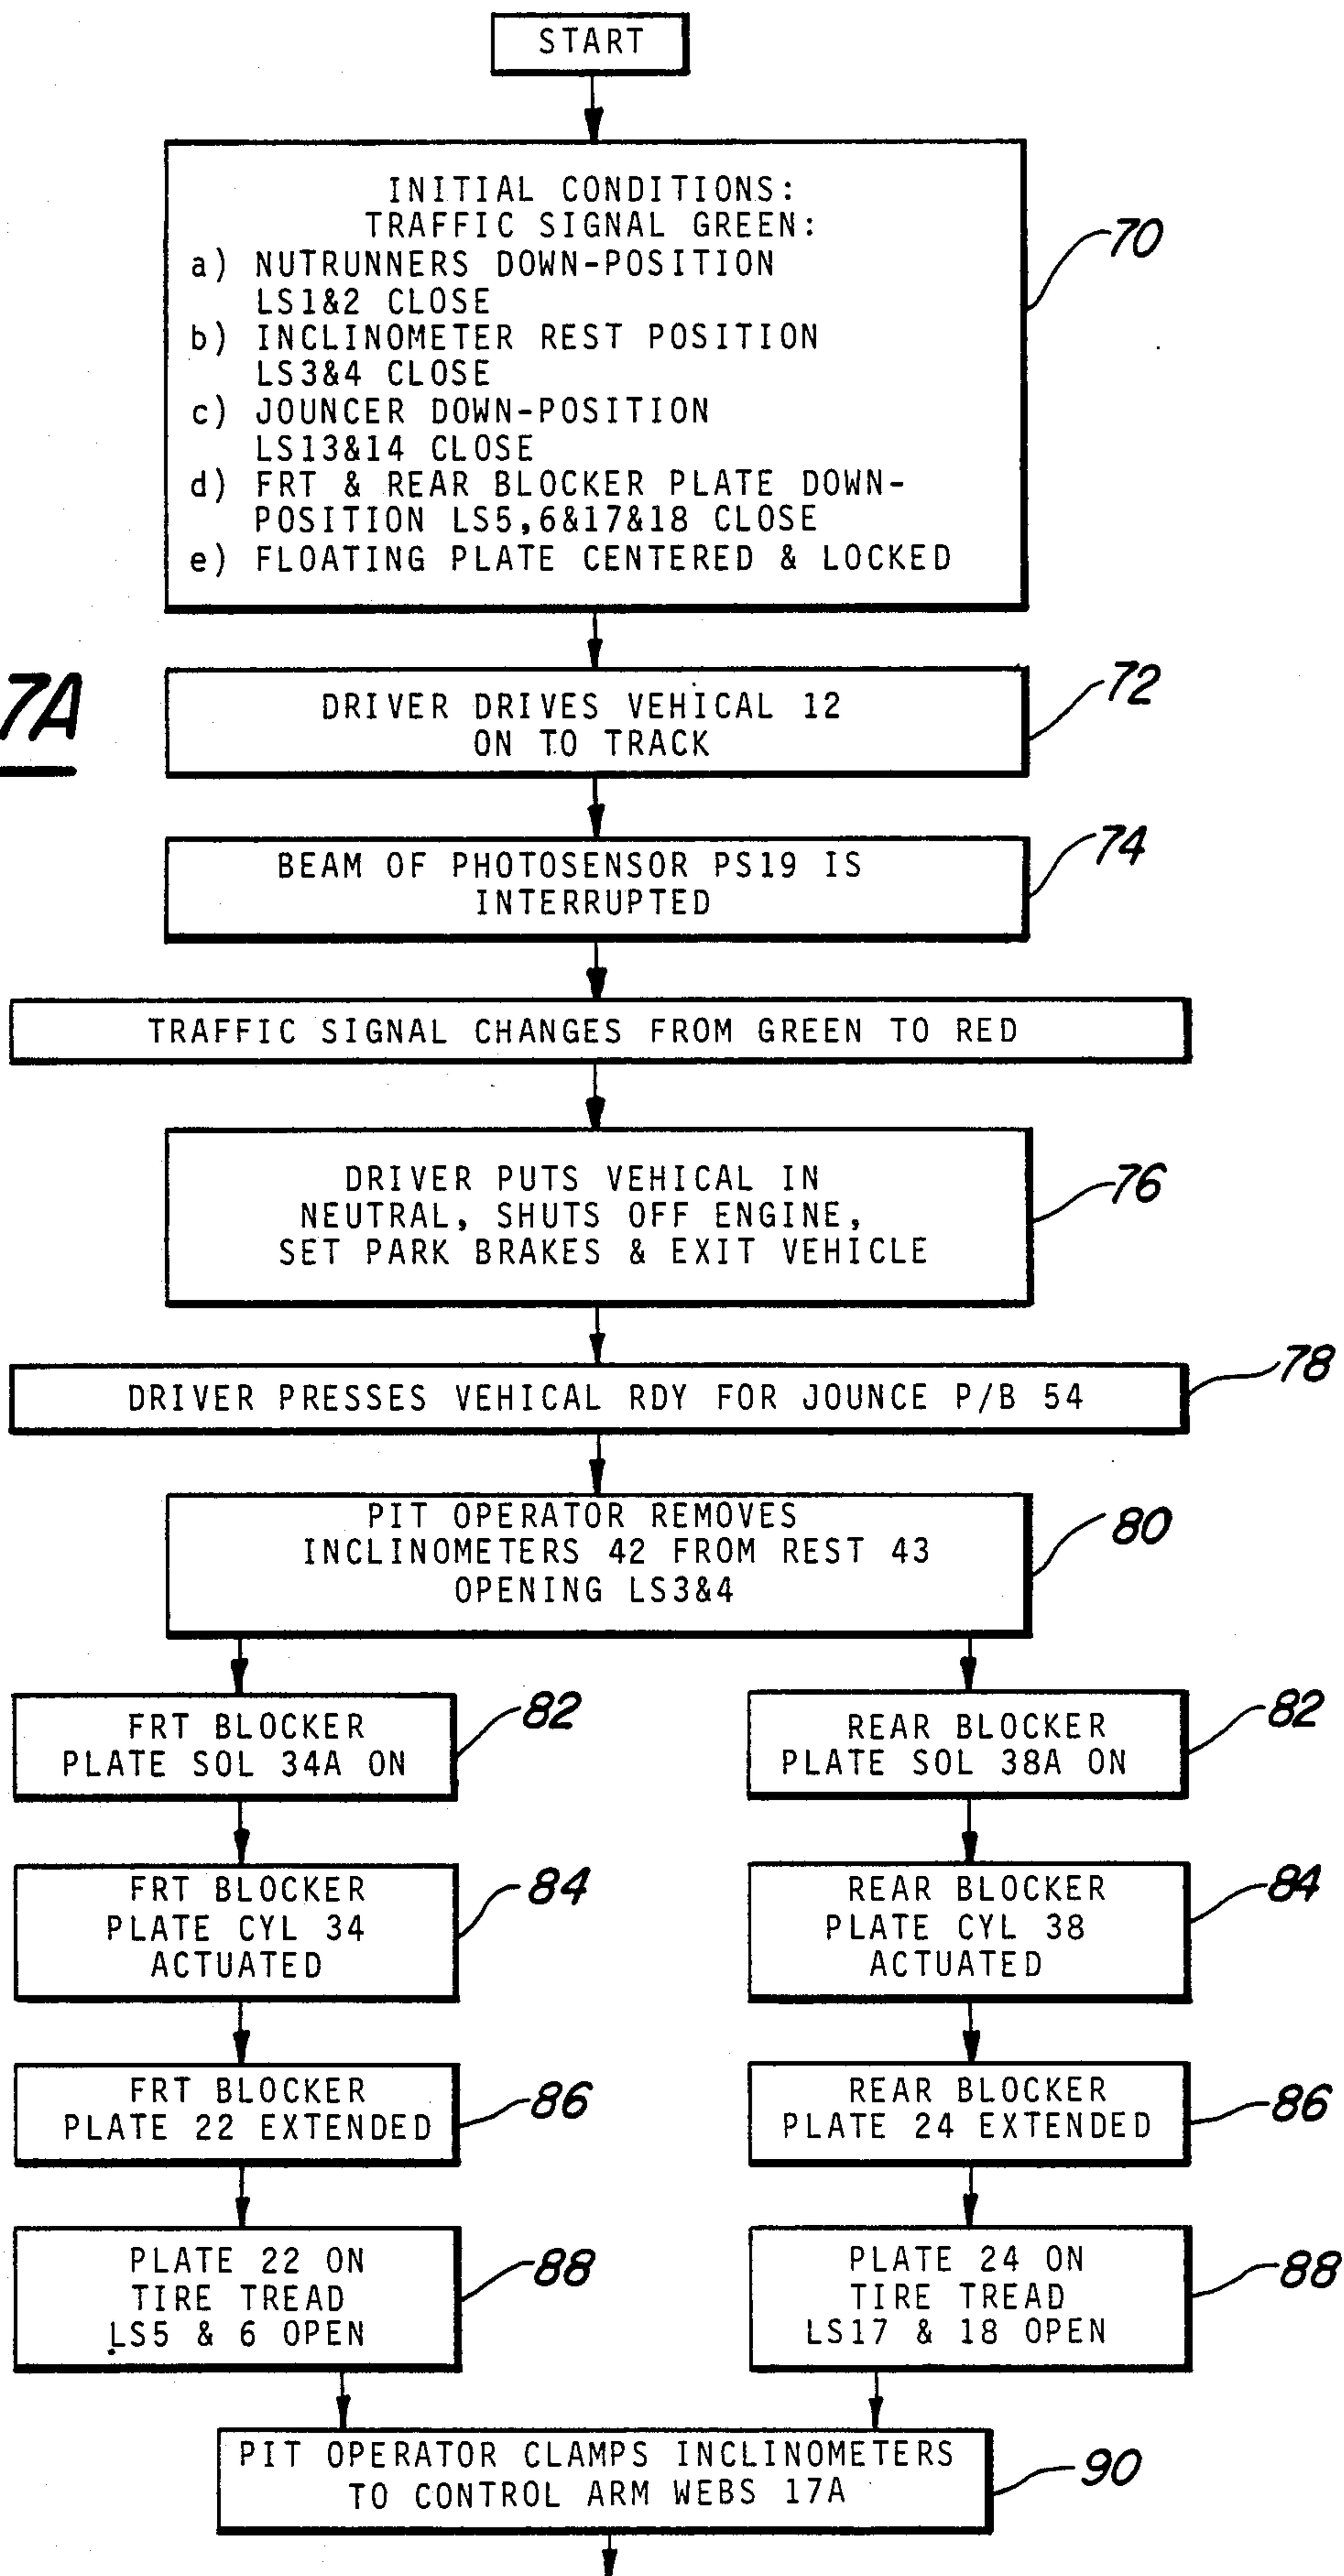 START
INITIAL CONDITIONS:
TRAFFIC SIGNAL GREEN:
a) NUTRUNNERS DOWN-POSITION
LS1&2 CLOSE
b) INCLINOMETER REST POSITION
LS3&4 CLOSE
c) JOUNCER DOWN-POSITION
LS13&14 CLOSE
d) FRT & REAR BLOCKER PLATE DOWN-
POSITION LS5,6&17&18 CLOSE
e) FLOATING PLATE CENTERED & LOCKED
70
7A
DRIVER DRIVES VEHICAL 12
ON TO TRACK
72
BEAM OF PHOTOSENSOR PS19 IS
INTERRUPTED
74
TRAFFIC SIGNAL CHANGES FROM GREEN TO RED
DRIVER PUTS VEHICAL IN
NEUTRAL, SHUTS OFF ENGINE,
SET PARK BRAKES & EXIT VEHICLE
76
DRIVER PRESSES VEHICAL RDY FOR JOUNCE P/B 54
78
PIT OPERATOR REMOVES
INCLINOMETERS 42 FROM REST 43
OPENING LS3&4
80
FRT BLOCKER
PLATE SOL 34A ON
82
REAR BLOCKER
PLATE SOL 38A ON
82
FRT BLOCKER
PLATE CYL 34
ACTUATED
84
REAR BLOCKER
PLATE CYL 38
ACTUATED
84
FRT BLOCKER
PLATE 22 EXTENDED
86
REAR BLOCKER
PLATE 24 EXTENDED
86
PLATE 22 ON
TIRE TREAD
LS5 & 6 OPEN
88
PLATE 24 ON
TIRE TREAD
LS17 & 18 OPEN
88
PIT OPERATOR CLAMPS INCLINOMETERS
TO CONTROL ARM WEBS 17A
90